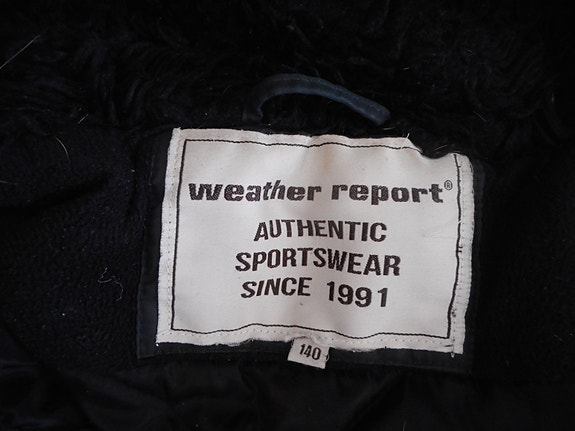 weather report®
AUTHENTIC
SPORTSWEAR
SINCE 1991
140